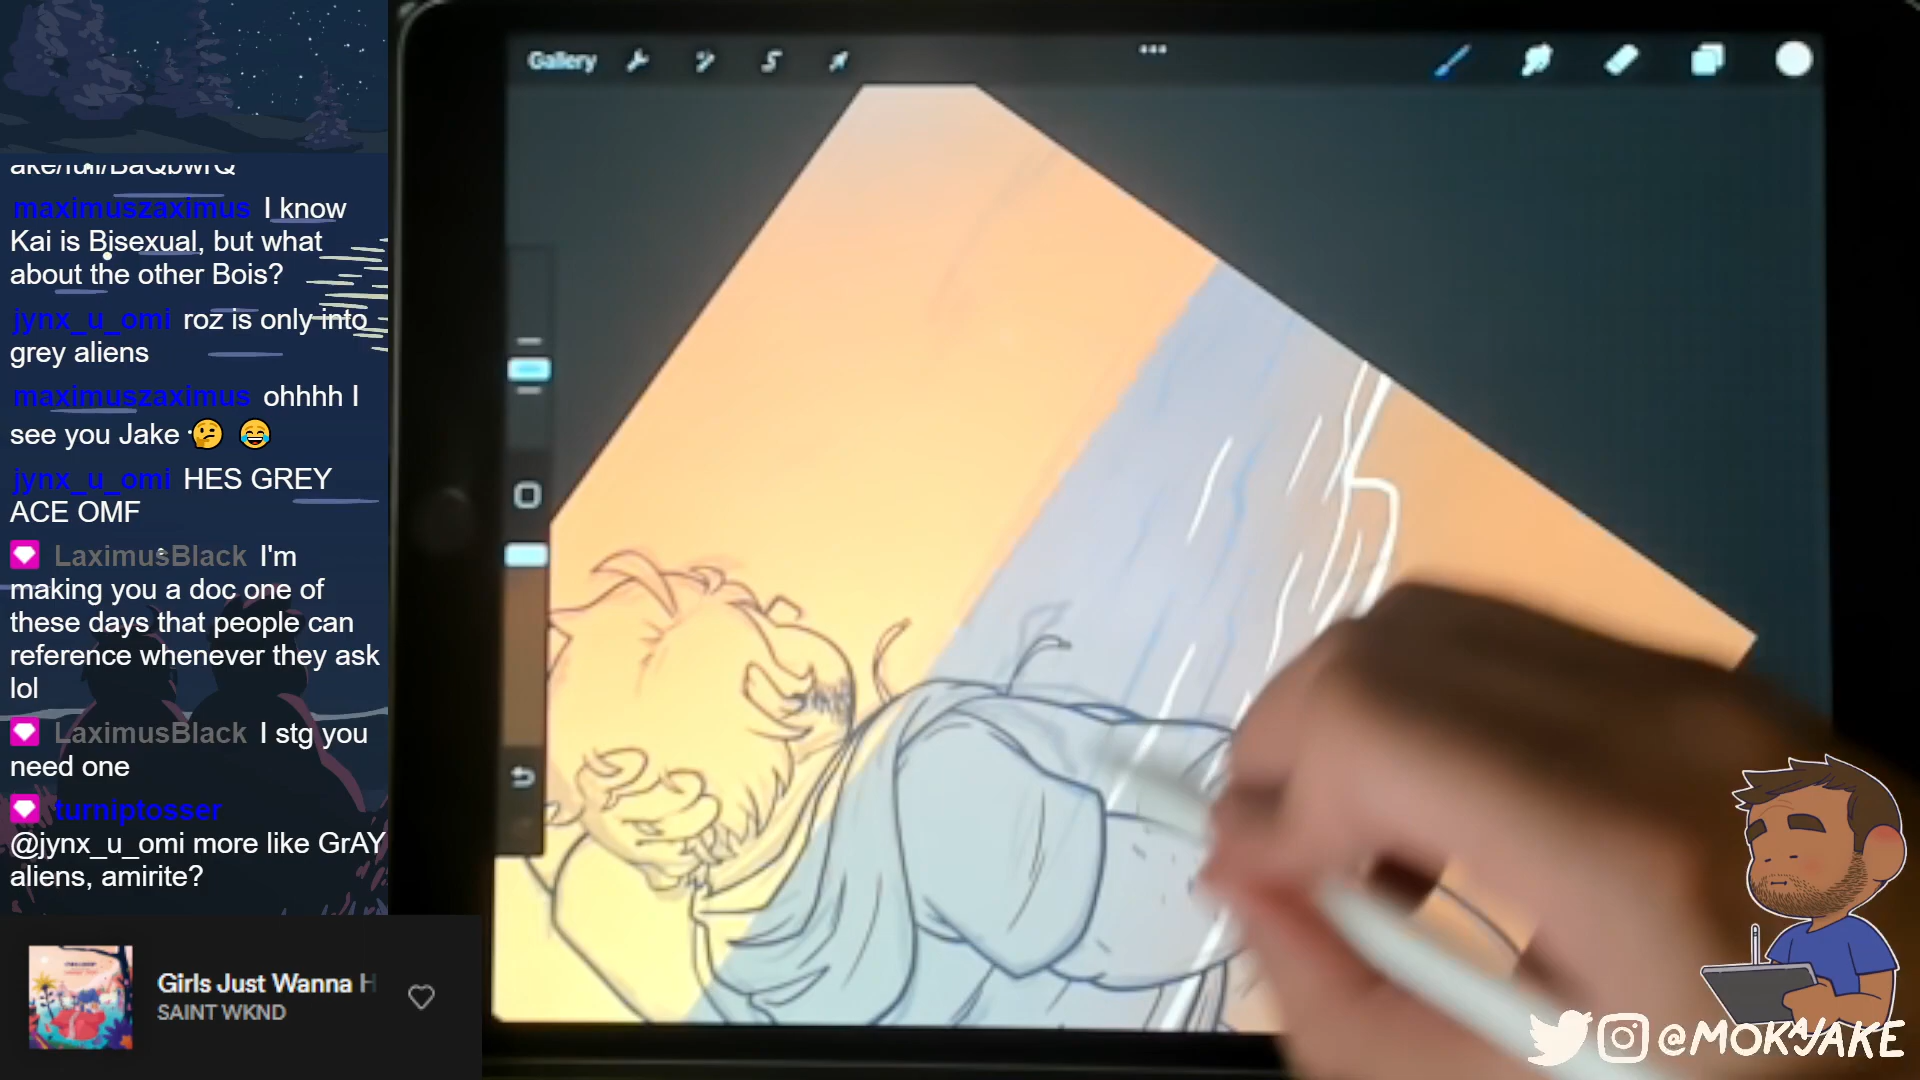 Gallery
maximuszaximus I know
Kai is Bisexual, but what
about the other Bois?
jynx_u_omi roz is only into
grey aliens
maximuszaximus ohhhh I
see you Jake 🤔 😂
jynx_u_omi HES GREY
ACE OMF
LaximusBlack I'm
making you a doc one of
these days that people can
reference whenever they ask
lol
LaximusBlack I stg you
need one
turniptosser
@jynx_u_omi more like GrAY
aliens, amirite?
Girls Just Wanna H
SAINT WKND
@MOKAJAKE